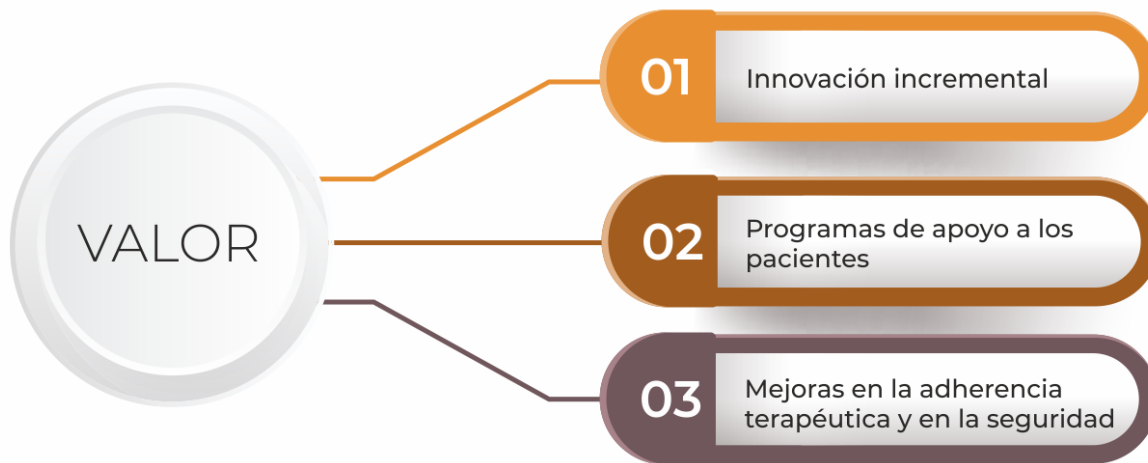 VALOR
01
Innovación incremental
02
Programas de apoyo a los
pacientes
03
Mejoras en la adherencia
terapéutica y en la seguridad